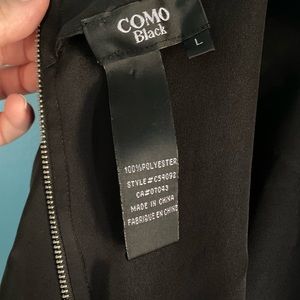 COMO
Black
L
100%POLYESTER
STYLE#C54092
CA#07043
MADE IN CHINA
FABRIQUE EN CHINE